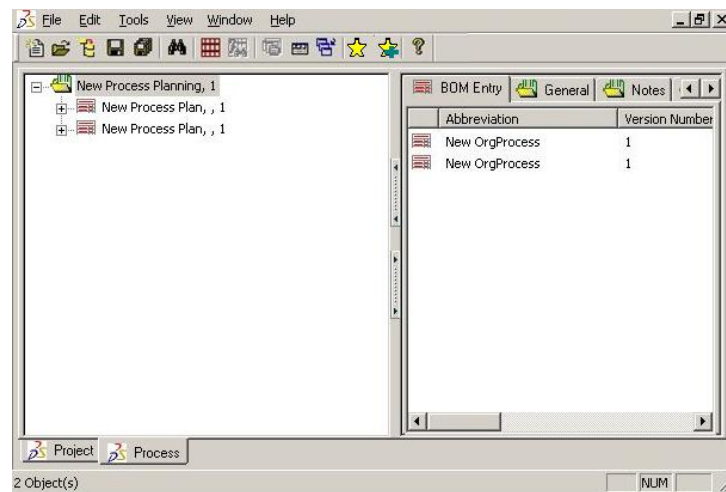 File Edit Tools View Window Help
New Process Planning, 1
New Process Plan, , 1
New Process Plan, , 1
BOM Entry General Notes
Abbreviation Version Number
New OrgProcess 1
New OrgProcess 1
Project Process
2 Object(s) NUM